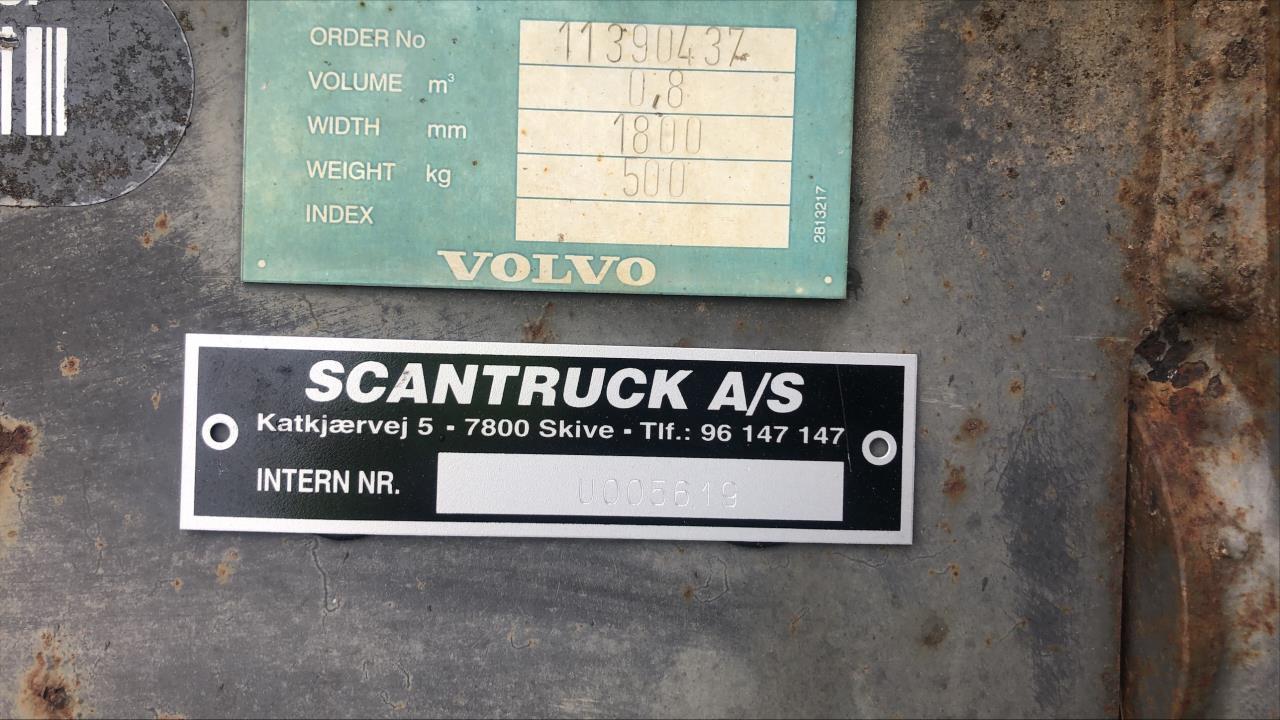 ORDER No 11390437
VOLUME m³ 0,8
WIDTH mm 1800
WEIGHT kg 500
INDEX
2813217
VOLVO
SCANTRUCK A/S
Katkjærvej 5 - 7800 Skive - Tlf.: 96 147 147
INTERN NR. U005619